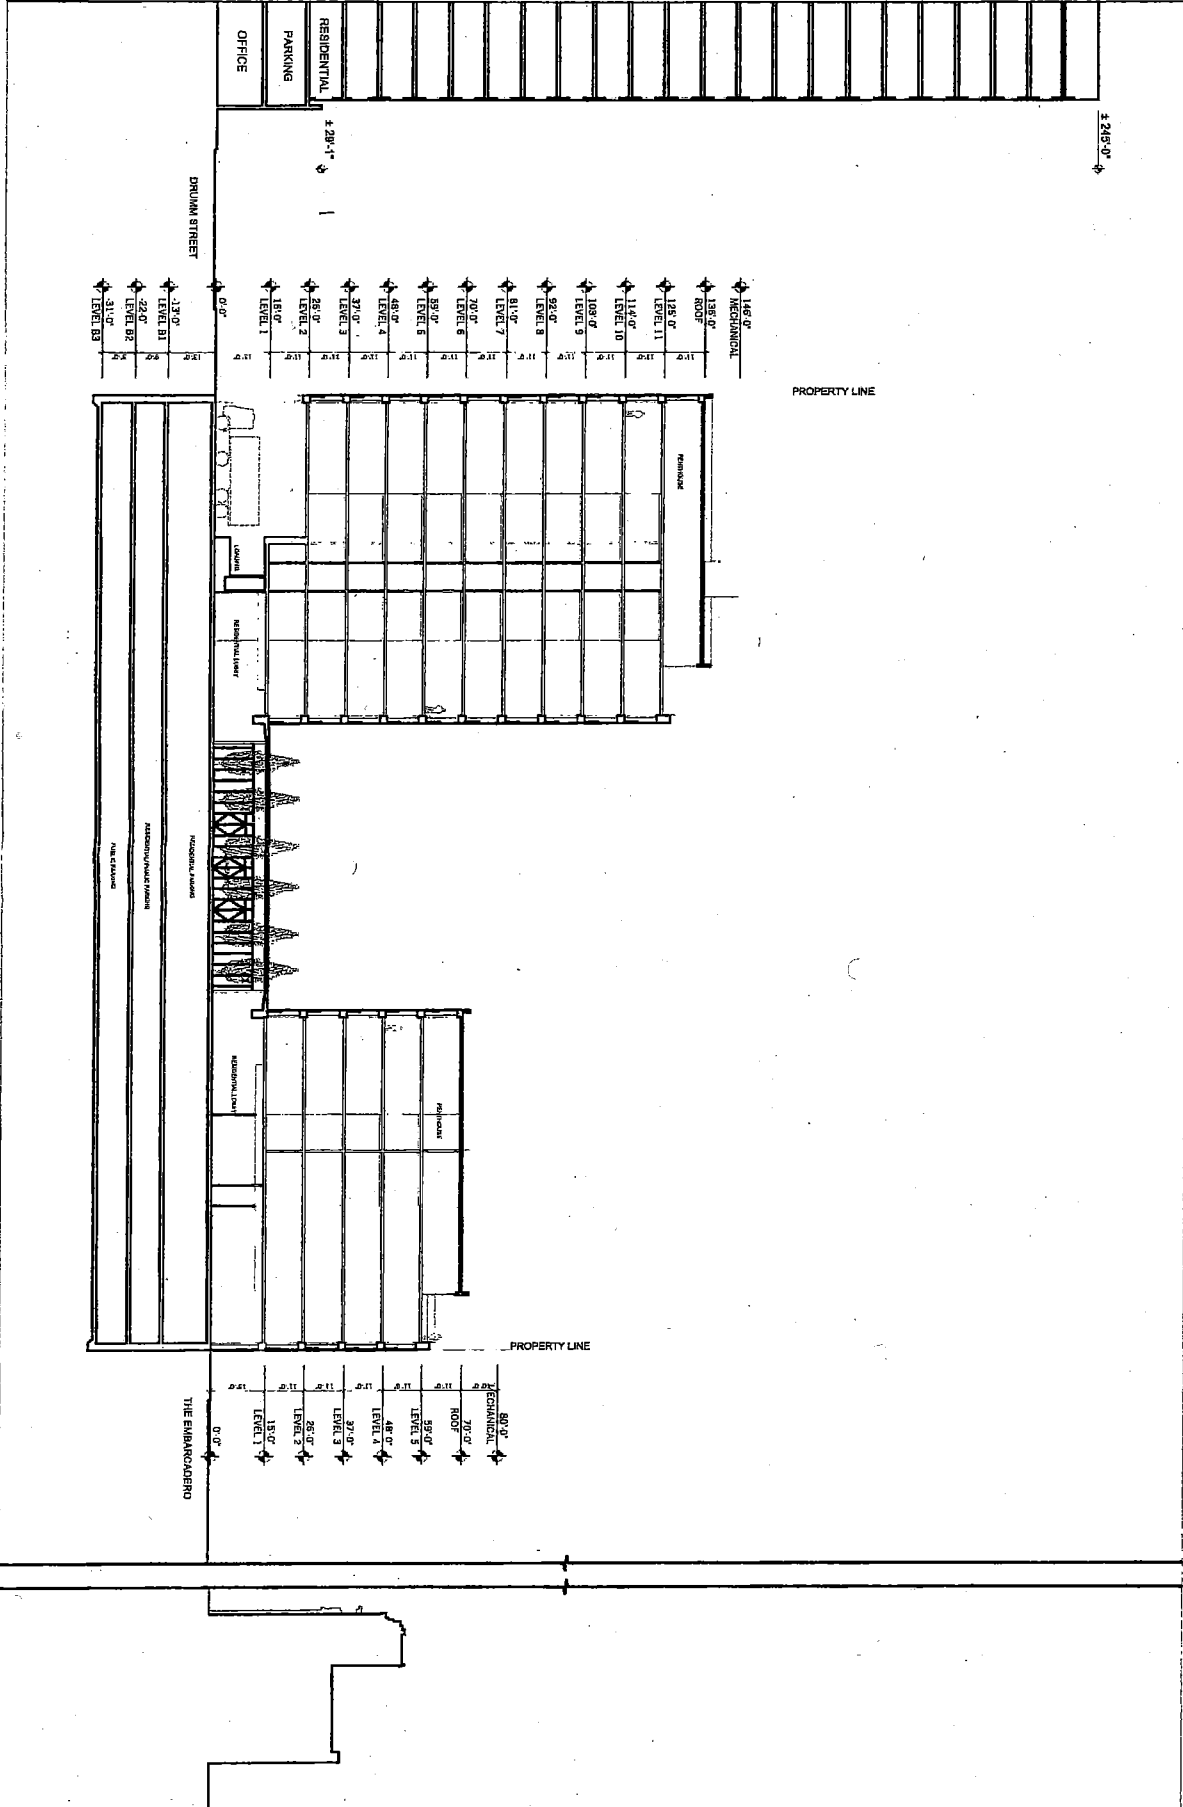 ± 245'-0"
± 29'-1"
RESIDENTIAL
PARKING
OFFICE
DRUMM STREET
146'-0"
MECHANICAL
136'-0"
ROOF
125'-0"
LEVEL 11
114'-0"
LEVEL 10
103'-0"
LEVEL 9
92'-0"
LEVEL 8
81'-0"
LEVEL 7
70'-0"
LEVEL 6
59'-0"
LEVEL 5
48'-0"
LEVEL 4
37'-0"
LEVEL 3
26'-0"
LEVEL 2
15'-0"
LEVEL 1
0'-0"
-13'-0"
LEVEL B1
-22'-0"
LEVEL B2
-31'-0"
LEVEL B3
PROPERTY LINE
PENTHOUSE
LOADING
RESIDENTIAL LOBBY
RESIDENTIAL PARKING
RESIDENTIAL/PUBLIC PARKING
PUBLIC PARKING
PENTHOUSE
RESIDENTIAL LOBBY
PROPERTY LINE
80'-0"
MECHANICAL
70'-0"
ROOF
59'-0"
LEVEL 5
48'-0"
LEVEL 4
37'-0"
LEVEL 3
26'-0"
LEVEL 2
15'-0"
LEVEL 1
0'-0"
THE EMBARCADERO